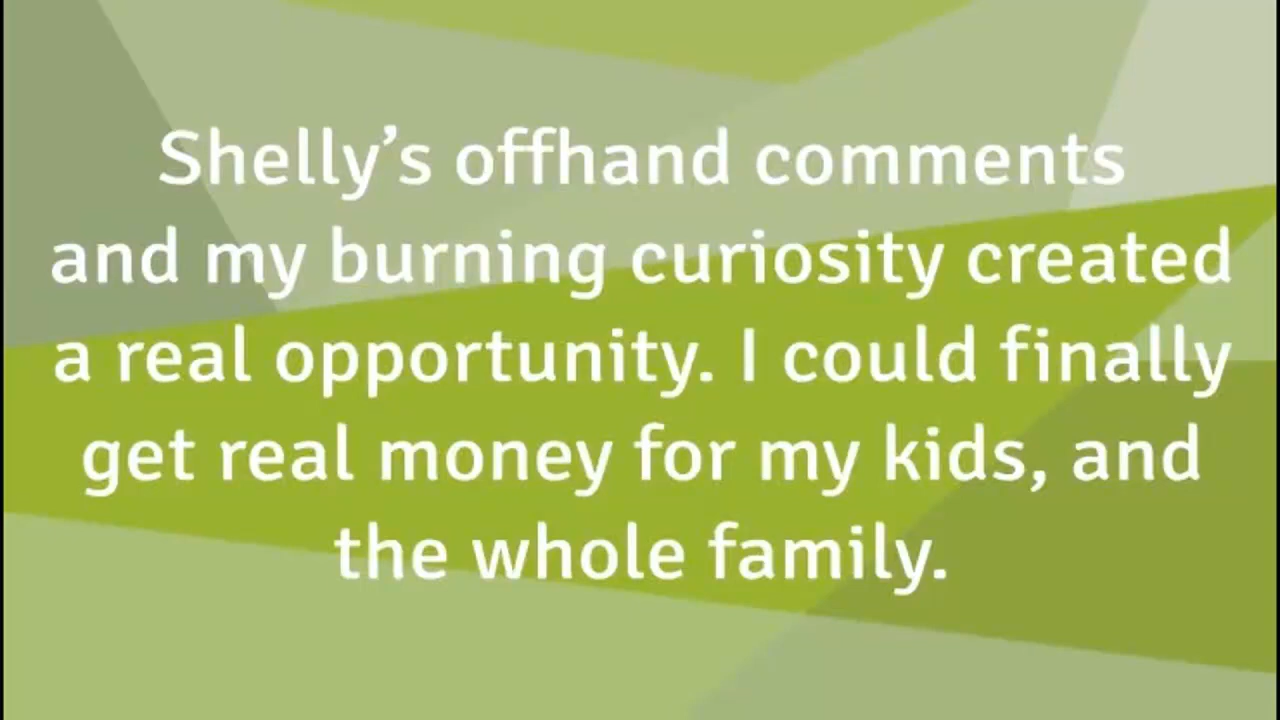 Shelly’s offhand comments
and my burning curiosity created
a real opportunity. I could finally
get real money for my kids, and
the whole family.